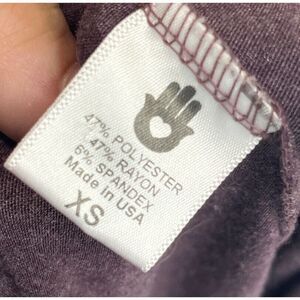 47% POLYESTER
47% RAYON
6% SPANDEX
Made in USA
XS